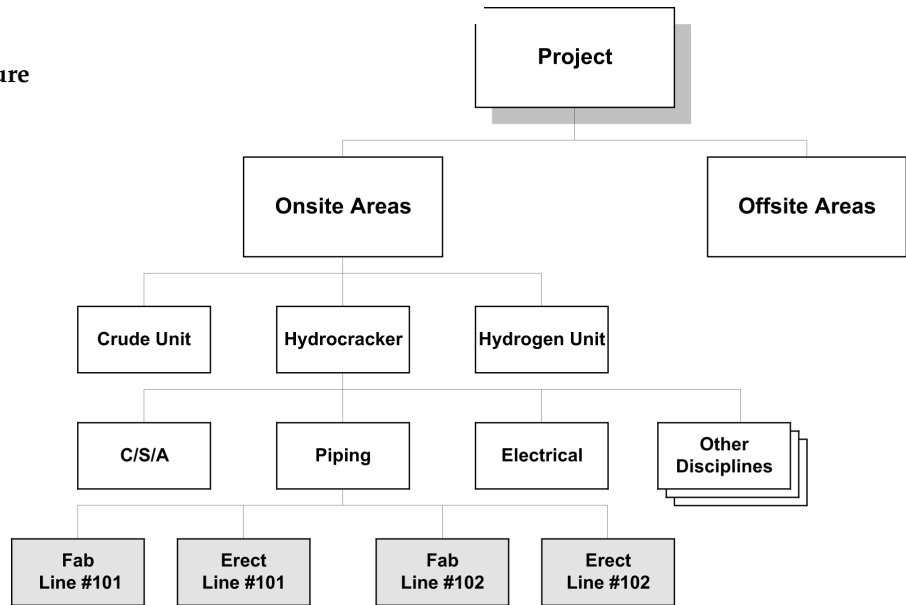 ure
Project
Onsite Areas
Offsite Areas
Crude Unit
Hydrocracker
Hydrogen Unit
C/S/A
Piping
Electrical
Other
Disciplines
Fab
Line #101
Erect
Line #101
Fab
Line #102
Erect
Line #102